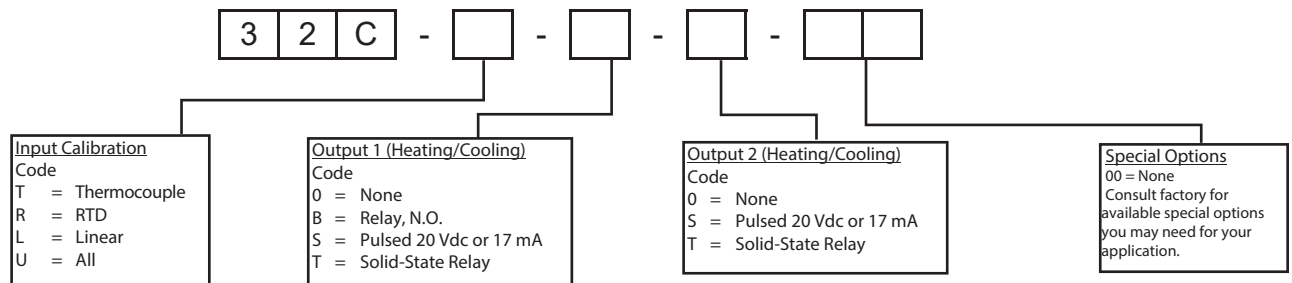 3 2 C - - - -
Input Calibration
Code
T = Thermocouple
R = RTD
L = Linear
U = All
Output 1 (Heating/Cooling)
Code
0 = None
B = Relay, N.O.
S = Pulsed 20 Vdc or 17 mA
T = Solid-State Relay
Output 2 (Heating/Cooling)
Code
0 = None
S = Pulsed 20 Vdc or 17 mA
T = Solid-State Relay
Special Options
00 = None
Consult factory for
available special options
you may need for your
application.